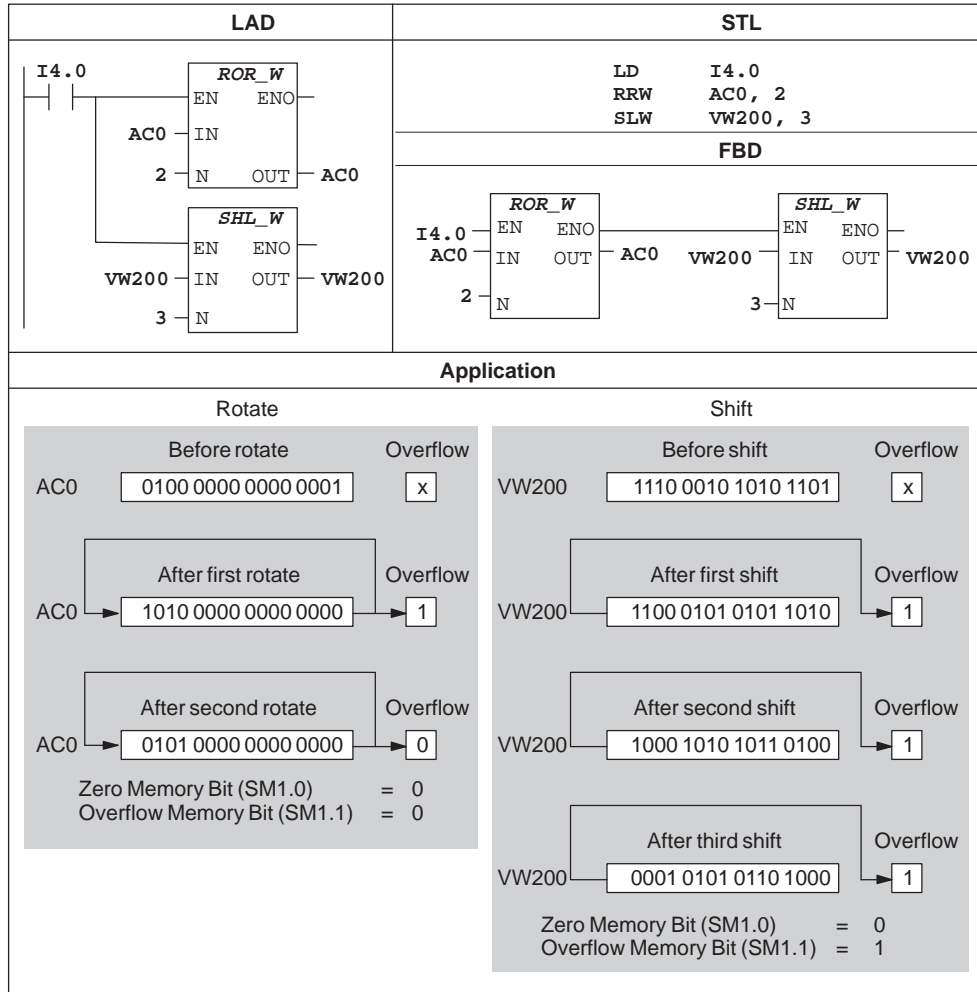 LAD
STL
I4.0
ROR_W
EN ENO
AC0 IN
2 N OUT AC0
SHL_W
EN ENO
VW200 IN OUT VW200
3 N
LD I4.0
RRW AC0, 2
SLW VW200, 3
FBD
ROR_W
I4.0 EN ENO
AC0 IN OUT AC0
2 N
SHL_W
EN ENO
VW200 IN OUT VW200
3 N
Application
Rotate
Before rotate Overflow
AC0 0100 0000 0000 0001 x
After first rotate Overflow
AC0 1010 0000 0000 0000 1
After second rotate Overflow
AC0 0101 0000 0000 0000 0
Zero Memory Bit (SM1.0) = 0
Overflow Memory Bit (SM1.1) = 0
Shift
Before shift Overflow
VW200 1110 0010 1010 1101 x
After first shift Overflow
VW200 1100 0101 0101 1010 1
After second shift Overflow
VW200 1000 1010 1011 0100 1
After third shift Overflow
VW200 0001 0101 0110 1000 1
Zero Memory Bit (SM1.0) = 0
Overflow Memory Bit (SM1.1) = 1